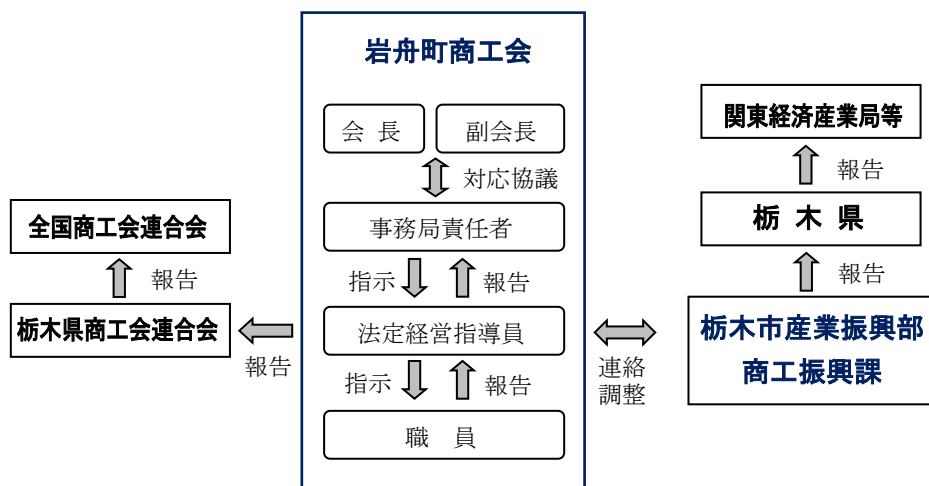 岩舟町商工会
会 長
副会長
対応協議
事務局責任者
指示
報告
法定経営指導員
指示
報告
職 員
全国商工会連合会
報告
栃木県商工会連合会
報告
連絡
調整
関東経済産業局等
報告
栃 木 県
報告
栃木市産業振興部
商工振興課